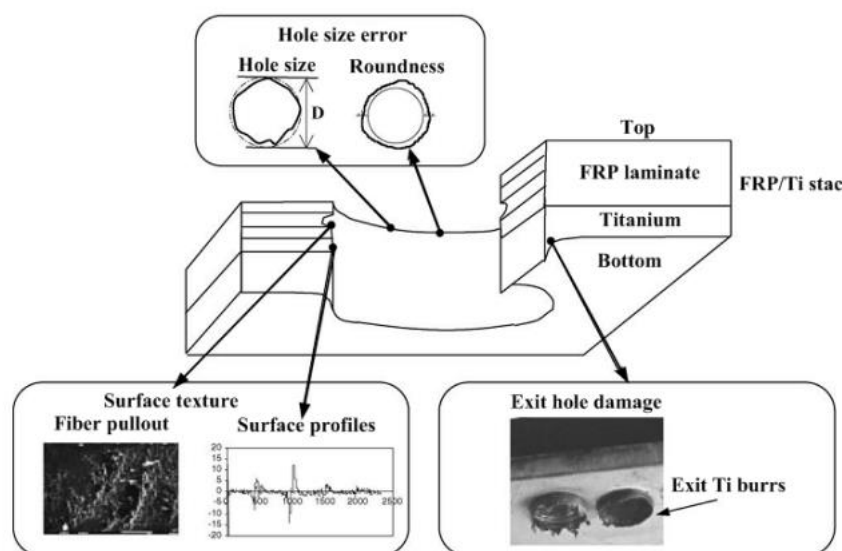 Hole size error
Hole size
Roundness
D
Top
FRP laminate
FRP/Ti stac
Titanium
Bottom
Surface texture
Fiber pullout
Surface profiles
20
15
10
5
0
-5
-10
-15
-20
500
1000
1500
2000
2500
Exit hole damage
Exit Ti burrs